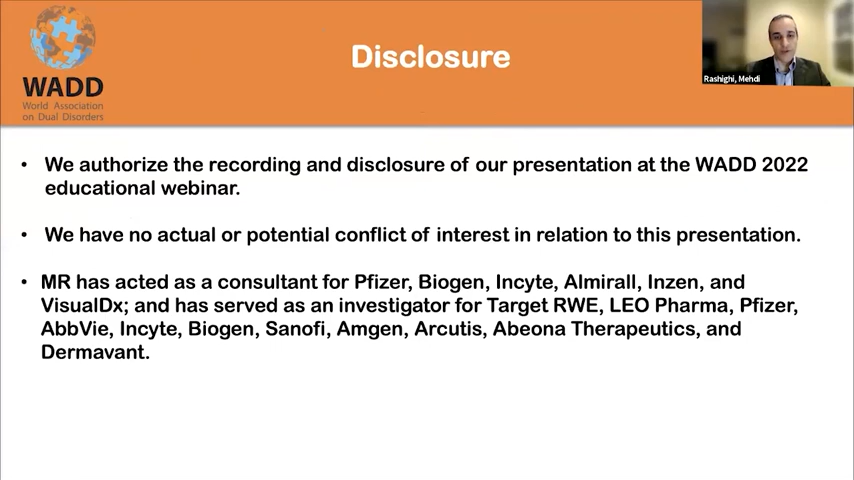 Disclosure
WADD
World Association
on Dual Disorders
Rashighi, Mehdi
• We authorize the recording and disclosure of our presentation at the WADD 2022
educational webinar.
• We have no actual or potential conflict of interest in relation to this presentation.
• MR has acted as a consultant for Pfizer, Biogen, Incyte, Almirall, Inzen, and
VisualDx; and has served as an investigator for Target RWE, LEO Pharma, Pfizer,
AbbVie, Incyte, Biogen, Sanofi, Amgen, Arcutis, Abeona Therapeutics, and
Dermavant.